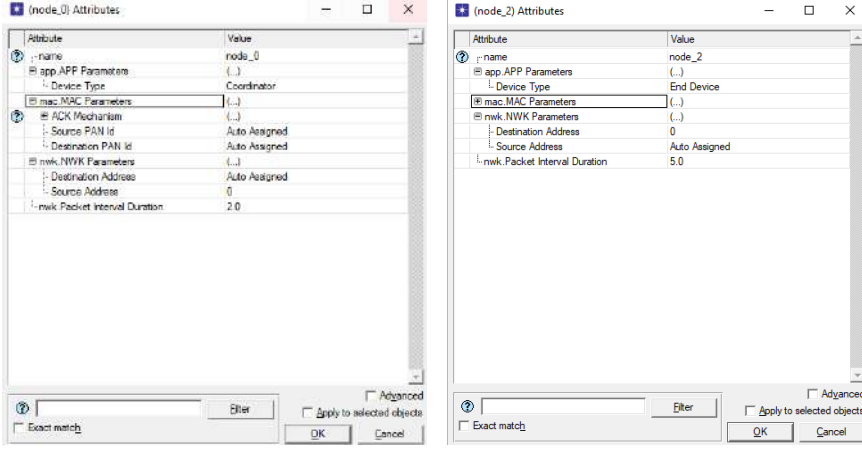 (node_0) Attributes
Attribute Value
name node_0
app.APP Parameters (...)
Device Type Coordinator
mac.MAC Parameters (...)
ACK Mechanism (...)
Source PAN Id Auto Assigned
Destination PAN Id Auto Assigned
nwk.NWK Parameters (...)
Destination Address Auto Assigned
Source Address 0
nwk.Packet Interval Duration 2.0
Advanced
Filter
Apply to selected objects
Exact match
OK Cancel
(node_2) Attributes
Attribute Value
name node_2
app.APP Parameters (...)
Device Type End Device
mac.MAC Parameters (...)
nwk.NWK Parameters (...)
Destination Address 0
Source Address Auto Assigned
nwk.Packet Interval Duration 5.0
Advanced
Filter
Apply to selected objects
Exact match
OK Cancel